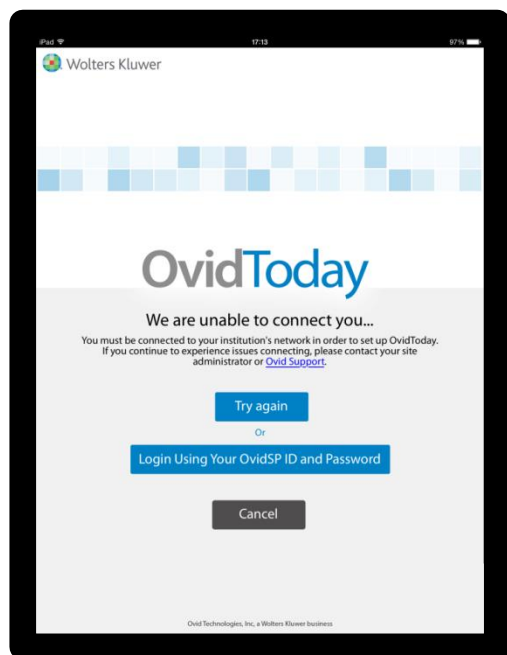 iPad 17:13 97%
Wolters Kluwer
OvidToday
We are unable to connect you...
You must be connected to your institution's network in order to set up OvidToday.
If you continue to experience issues connecting, please contact your site
administrator or Ovid Support.
Try again
Or
Login Using Your OvidSP ID and Password
Cancel
Ovid Technologies, Inc, a Wolters Kluwer business